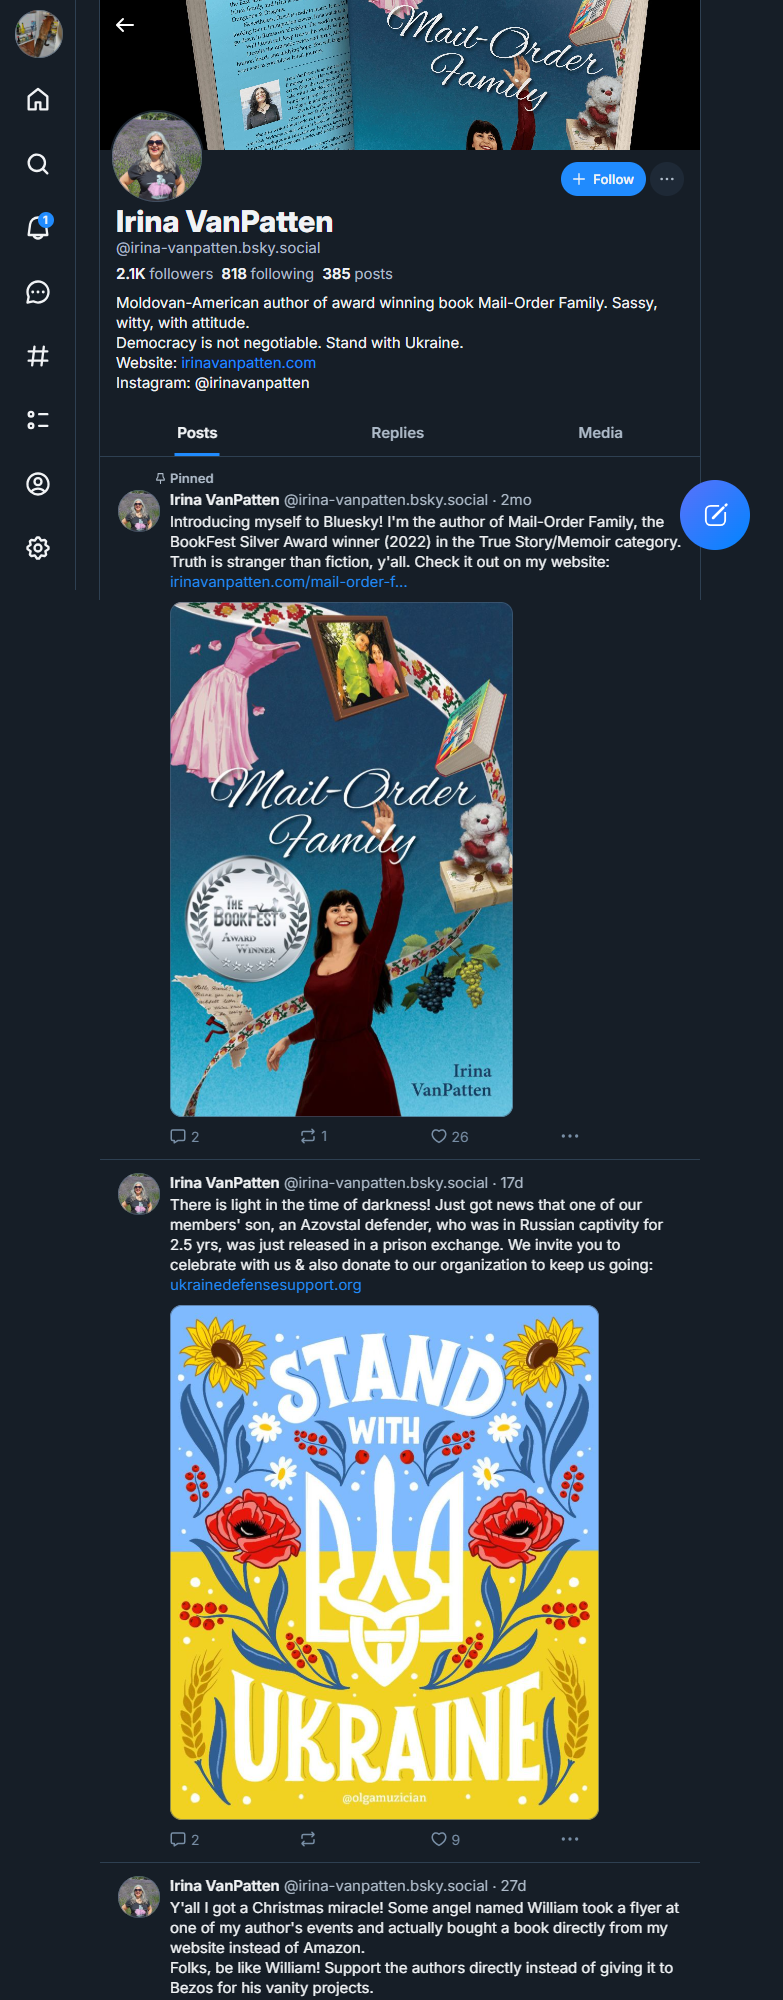 Mail-Order
Family
Follow
Irina VanPatten
@irina-vanpatten.bsky.social
2.1K followers 818 following 385 posts
Moldovan-American author of award winning book Mail-Order Family. Sassy,
witty, with attitude.
Democracy is not negotiable. Stand with Ukraine.
Website: irinavanpatten.com
Instagram: @irinavanpatten
Posts Replies Media
Pinned
Irina VanPatten @irina-vanpatten.bsky.social · 2mo
Introducing myself to Bluesky! I'm the author of Mail-Order Family, the
BookFest Silver Award winner (2022) in the True Story/Memoir category.
Truth is stranger than fiction, y'all. Check it out on my website:
irinavanpatten.com/mail-order-f...
Mail-Order
Family
THE
BOOKFEST®
AWARD
WINNER
Irina
VanPatten
2 1 26
Irina VanPatten @irina-vanpatten.bsky.social · 17d
There is light in the time of darkness! Just got news that one of our
members' son, an Azovstal defender, who was in Russian captivity for
2.5 yrs, was just released in a prison exchange. We invite you to
celebrate with us & also donate to our organization to keep us going:
ukrainedefensesupport.org
STAND
WITH
UKRAINE
@olgamuzician
2 9
Irina VanPatten @irina-vanpatten.bsky.social · 27d
Y'all I got a Christmas miracle! Some angel named William took a flyer at
one of my author's events and actually bought a book directly from my
website instead of Amazon.
Folks, be like William! Support the authors directly instead of giving it to
Bezos for his vanity projects.
1